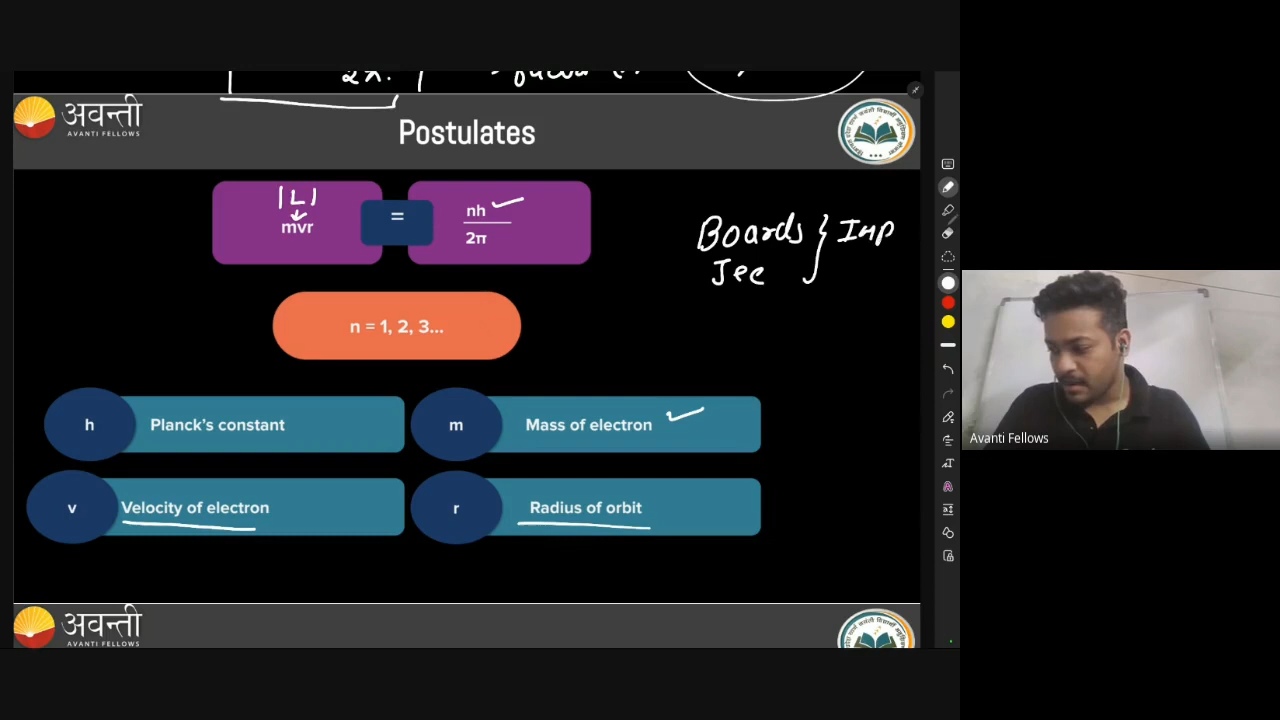 2π.
अवन्ती
AVANTI FELLOWS
Postulates
|L|
mvr
=
nh
2π
n = 1, 2, 3...
Boards } Imp
Jee
h
Planck's constant
m
Mass of electron
v
Velocity of electron
r
Radius of orbit
Avanti Fellows
अवन्ती
AVANTI FELLOWS